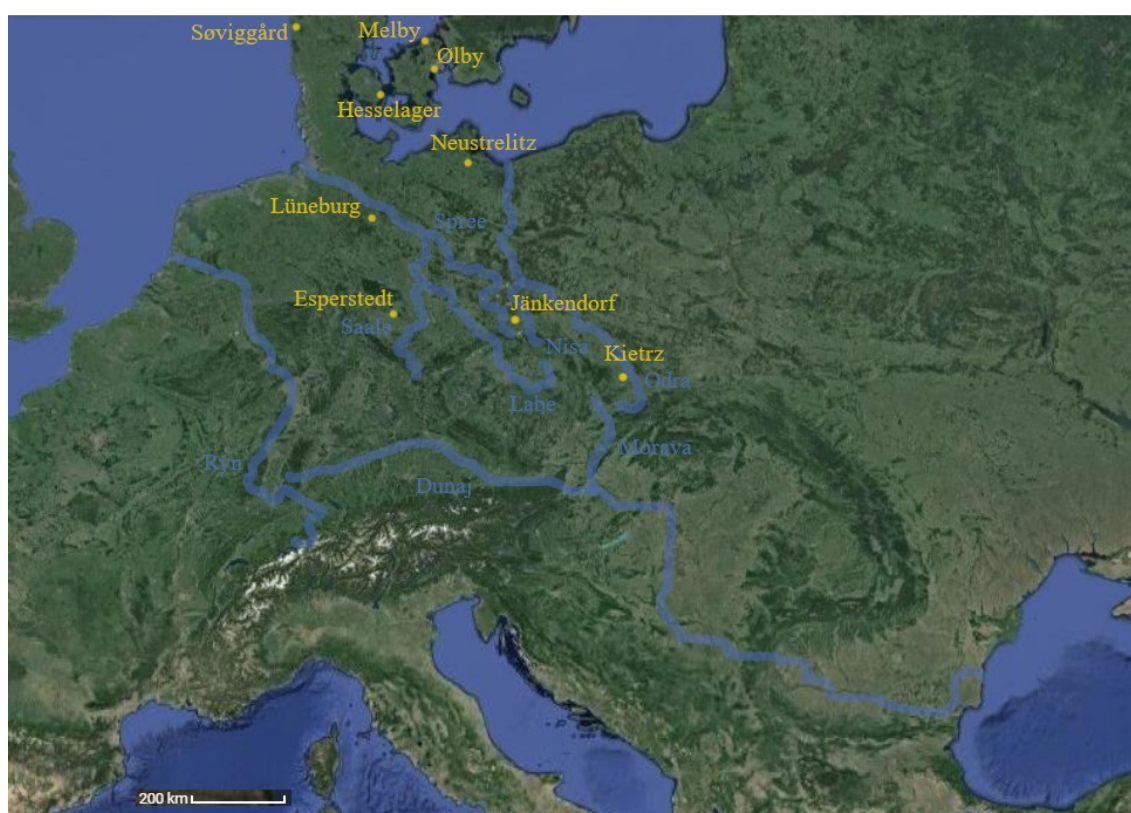 Søviggård
Melby
Ølby
Hesselager
Neustrelitz
Lüneburg
Spree
Esperstedt
Jänkendorf
Saale
Nisa
Kietrz
Odra
Labe
Morava
Rýn
Dunaj
200 km